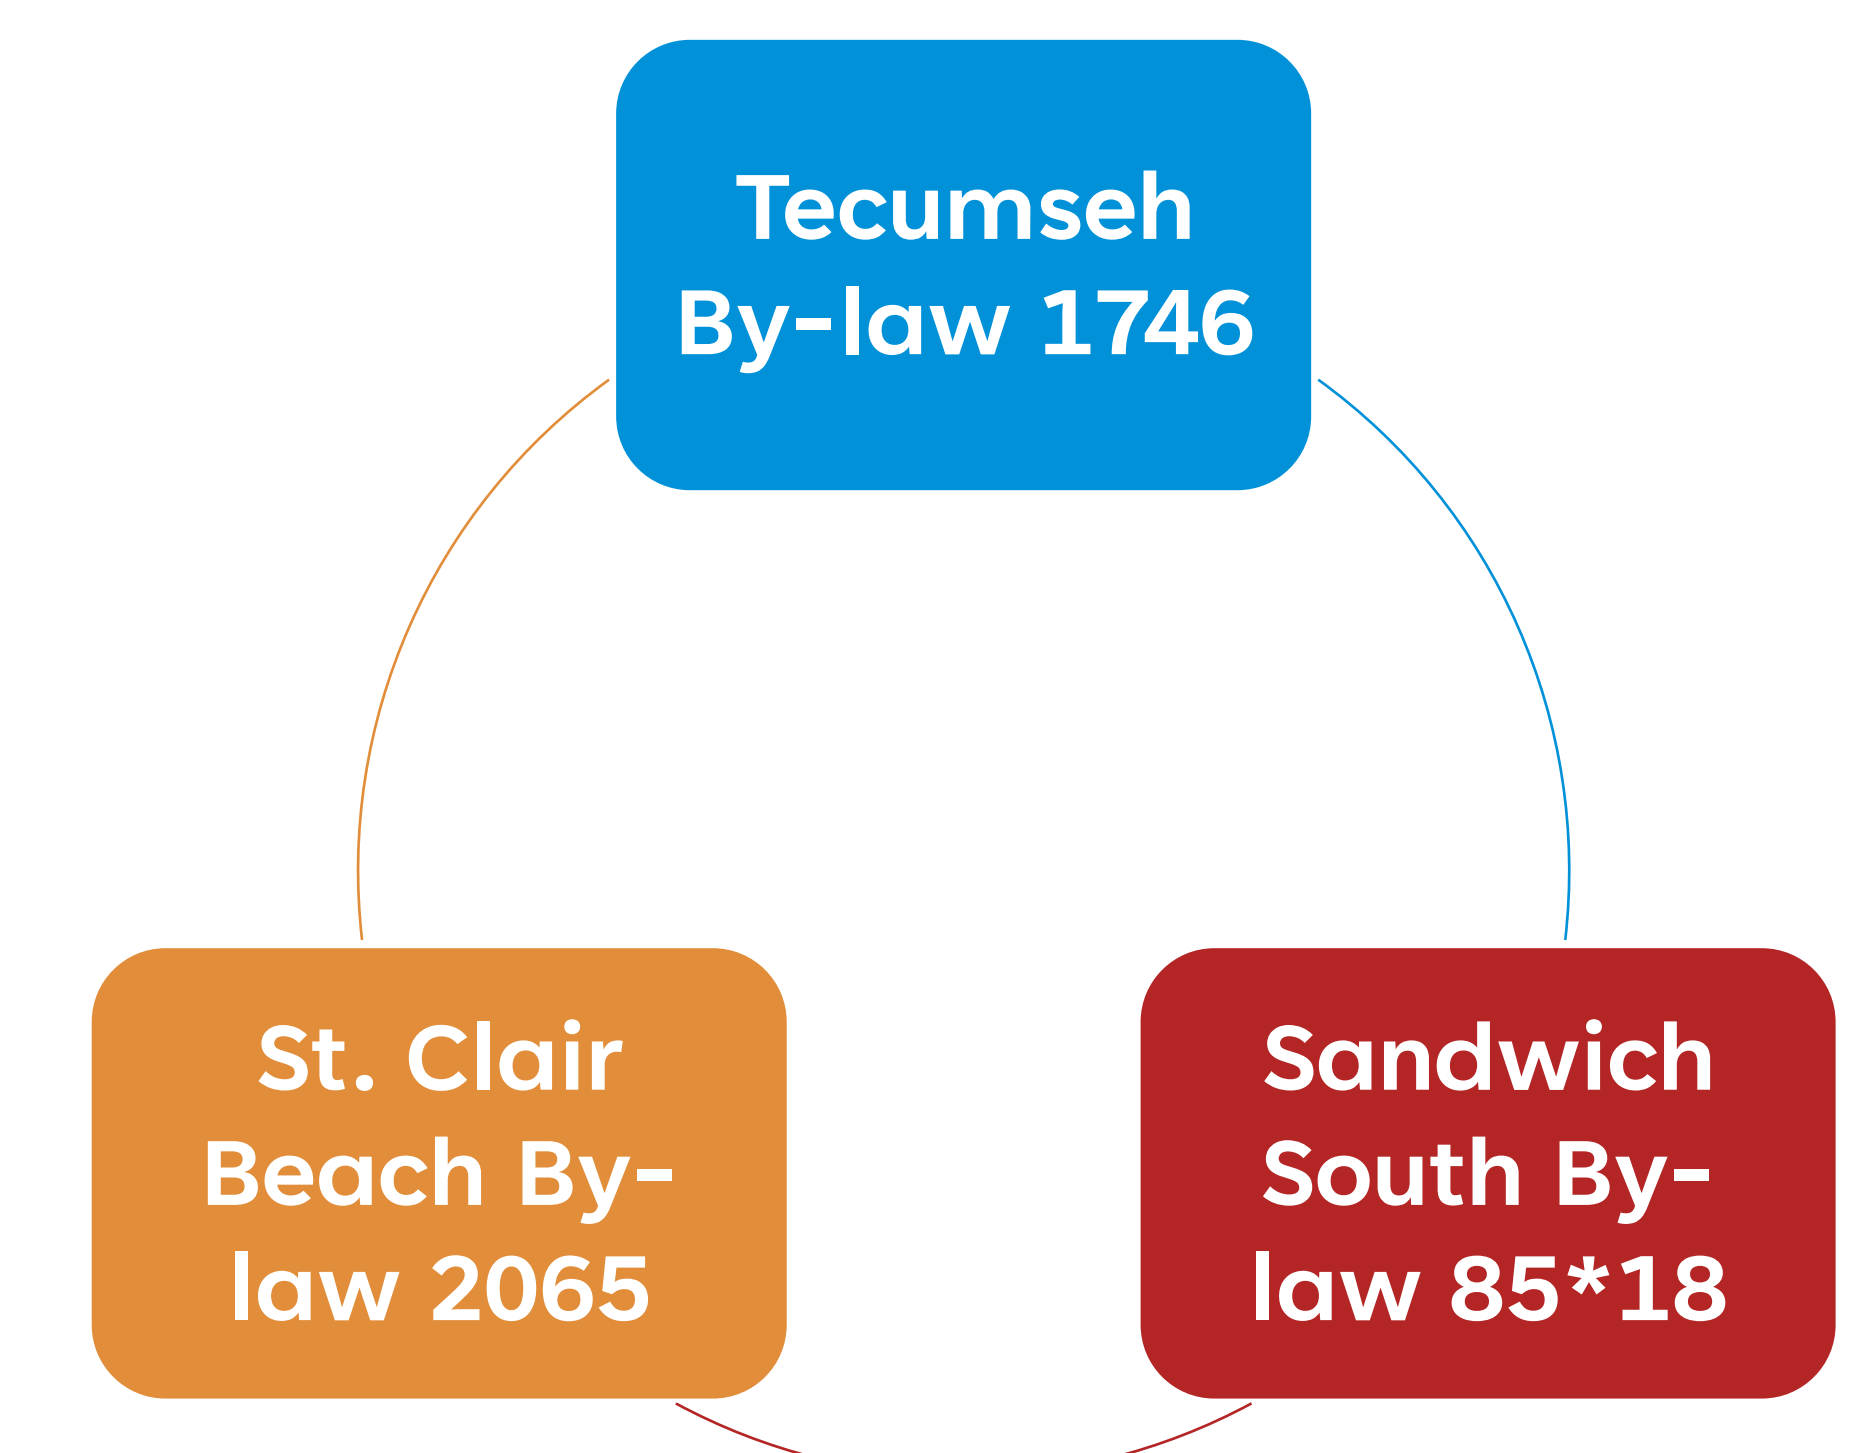 Tecumseh
By-law 1746
St. Clair
Beach By-
law 2065
Sandwich
South By-
law 85*18